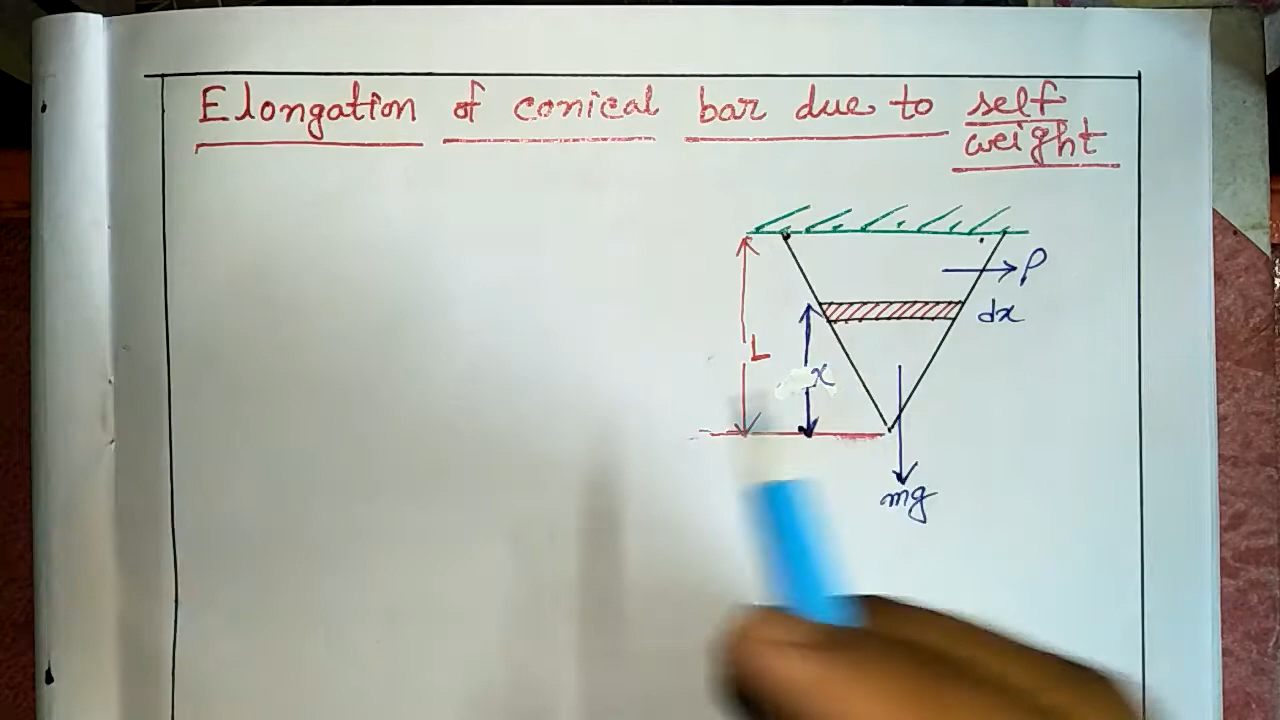 Elongation of conical bar due to self
weight
ρ
dx
L
x
mg